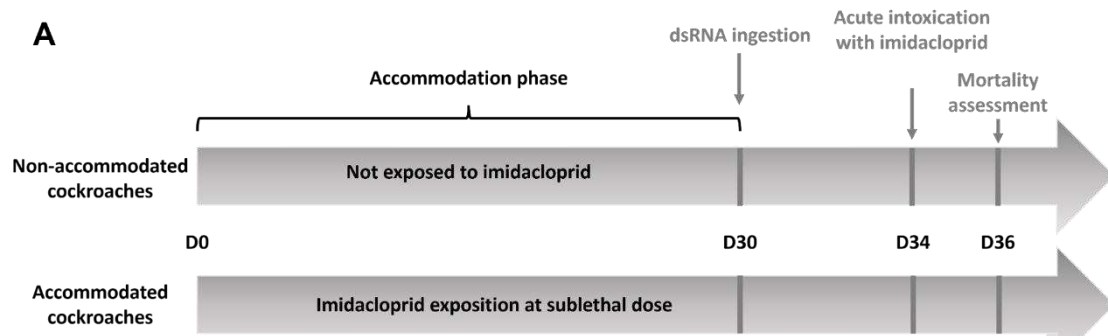 A
dsRNA ingestion
Acute intoxication
with imidacloprid
Mortality
assessment
Accommodation phase
Non-accommodated
cockroaches
Not exposed to imidacloprid
D0
D30
D34
D36
Accommodated
cockroaches
Imidacloprid exposition at sublethal dose